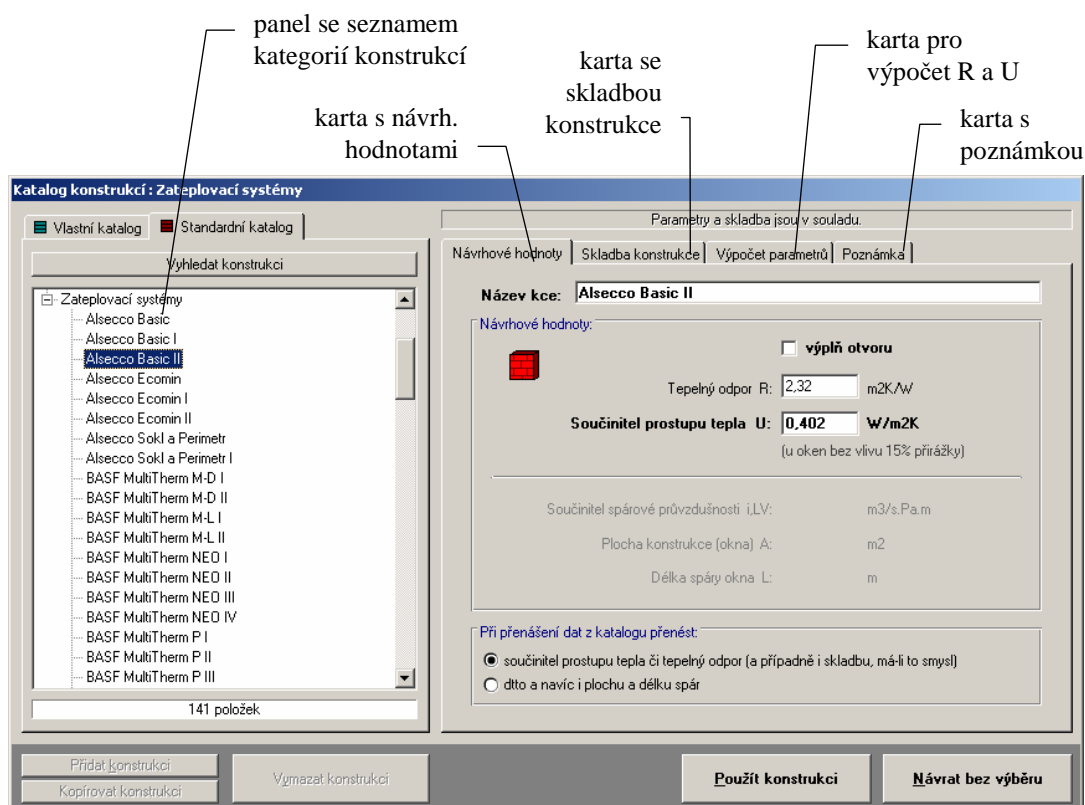 panel se seznamem
kategorií konstrukcí
karta se
skladbou
konstrukce
karta pro
výpočet R a U
karta s návrh.
hodnotami
karta s
poznámkou
Katalog konstrukcí : Zateplovací systémy
Vlastní katalog
Standardní katalog
Vyhledat konstrukci
Zateplovací systémy
Alsecco Basic
Alsecco Basic I
Alsecco Basic II
Alsecco Ecomin
Alsecco Ecomin I
Alsecco Ecomin II
Alsecco Sokl a Perimetr
Alsecco Sokl a Perimetr I
BASF MultiTherm M-D I
BASF MultiTherm M-D II
BASF MultiTherm M-L I
BASF MultiTherm M-L II
BASF MultiTherm NEO I
BASF MultiTherm NEO II
BASF MultiTherm NEO III
BASF MultiTherm NEO IV
BASF MultiTherm P I
BASF MultiTherm P II
BASF MultiTherm P III
141 položek
Parametry a skladba jsou v souladu.
Návrhové hodnoty
Skladba konstrukce
Výpočet parametrů
Poznámka
Název kce: Alsecco Basic II
Návrhové hodnoty:
výplň otvoru
Tepelný odpor R: 2,32 m2K/W
Součinitel prostupu tepla U: 0,402 W/m2K
(u oken bez vlivu 15% přirážky)
Součinitel spárové průvzdušnosti i,LV: m3/s.Pa.m
Plocha konstrukce (okna) A: m2
Délka spáry okna L: m
Při přenášení dat z katalogu přenést:
součinitel prostupu tepla či tepelný odpor (a případně i skladbu, má-li to smysl)
dtto a navíc i plochu a délku spár
Přidat konstrukci
Kopírovat konstrukci
Vymazat konstrukci
Použít konstrukci
Návrat bez výběru